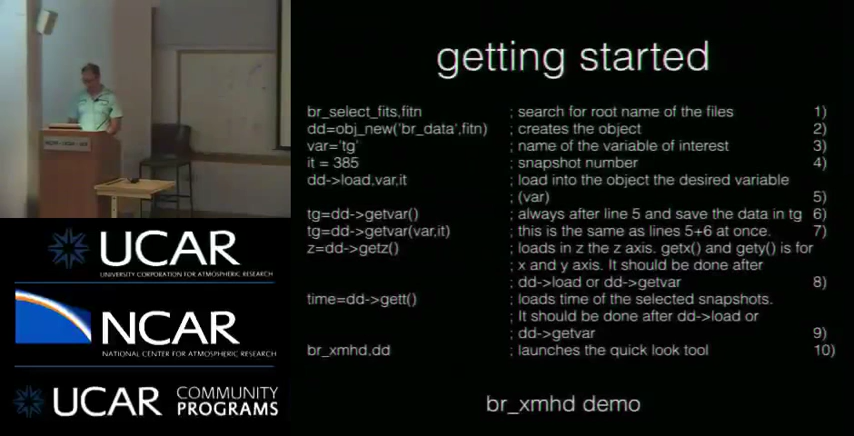 getting started
br_select_fits,fitn ; search for root name of the files 1)
dd=obj_new('br_data',fitn) ; creates the object 2)
var='tg' ; name of the variable of interest 3)
it = 385 ; snapshot number 4)
dd->load,var,it ; load into the object the desired variable
; (var) 5)
tg=dd->getvar() ; always after line 5 and save the data in tg 6)
tg=dd->getvar(var,it) ; this is the same as lines 5+6 at once. 7)
z=dd->getz() ; loads in z the z axis. getx() and gety() is for
; x and y axis. It should be done after
; dd->load or dd->getvar 8)
time=dd->gett() ; loads time of the selected snapshots.
; It should be done after dd->load or
; dd->getvar 9)
br_xmhd,dd ; launches the quick look tool 10)
br_xmhd demo
UCAR
UNIVERSITY CORPORATION FOR ATMOSPHERIC RESEARCH
NCAR
NATIONAL CENTER FOR ATMOSPHERIC RESEARCH
UCAR COMMUNITY
PROGRAMS